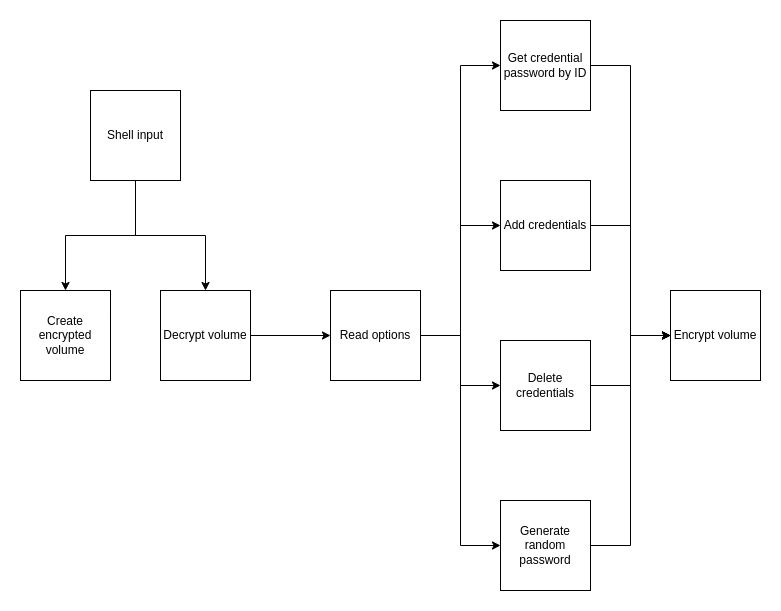 Get credential
password by ID
Shell input
Add credentials
Create
encrypted
volume
Decrypt volume
Read options
Encrypt volume
Delete
credentials
Generate
random
password